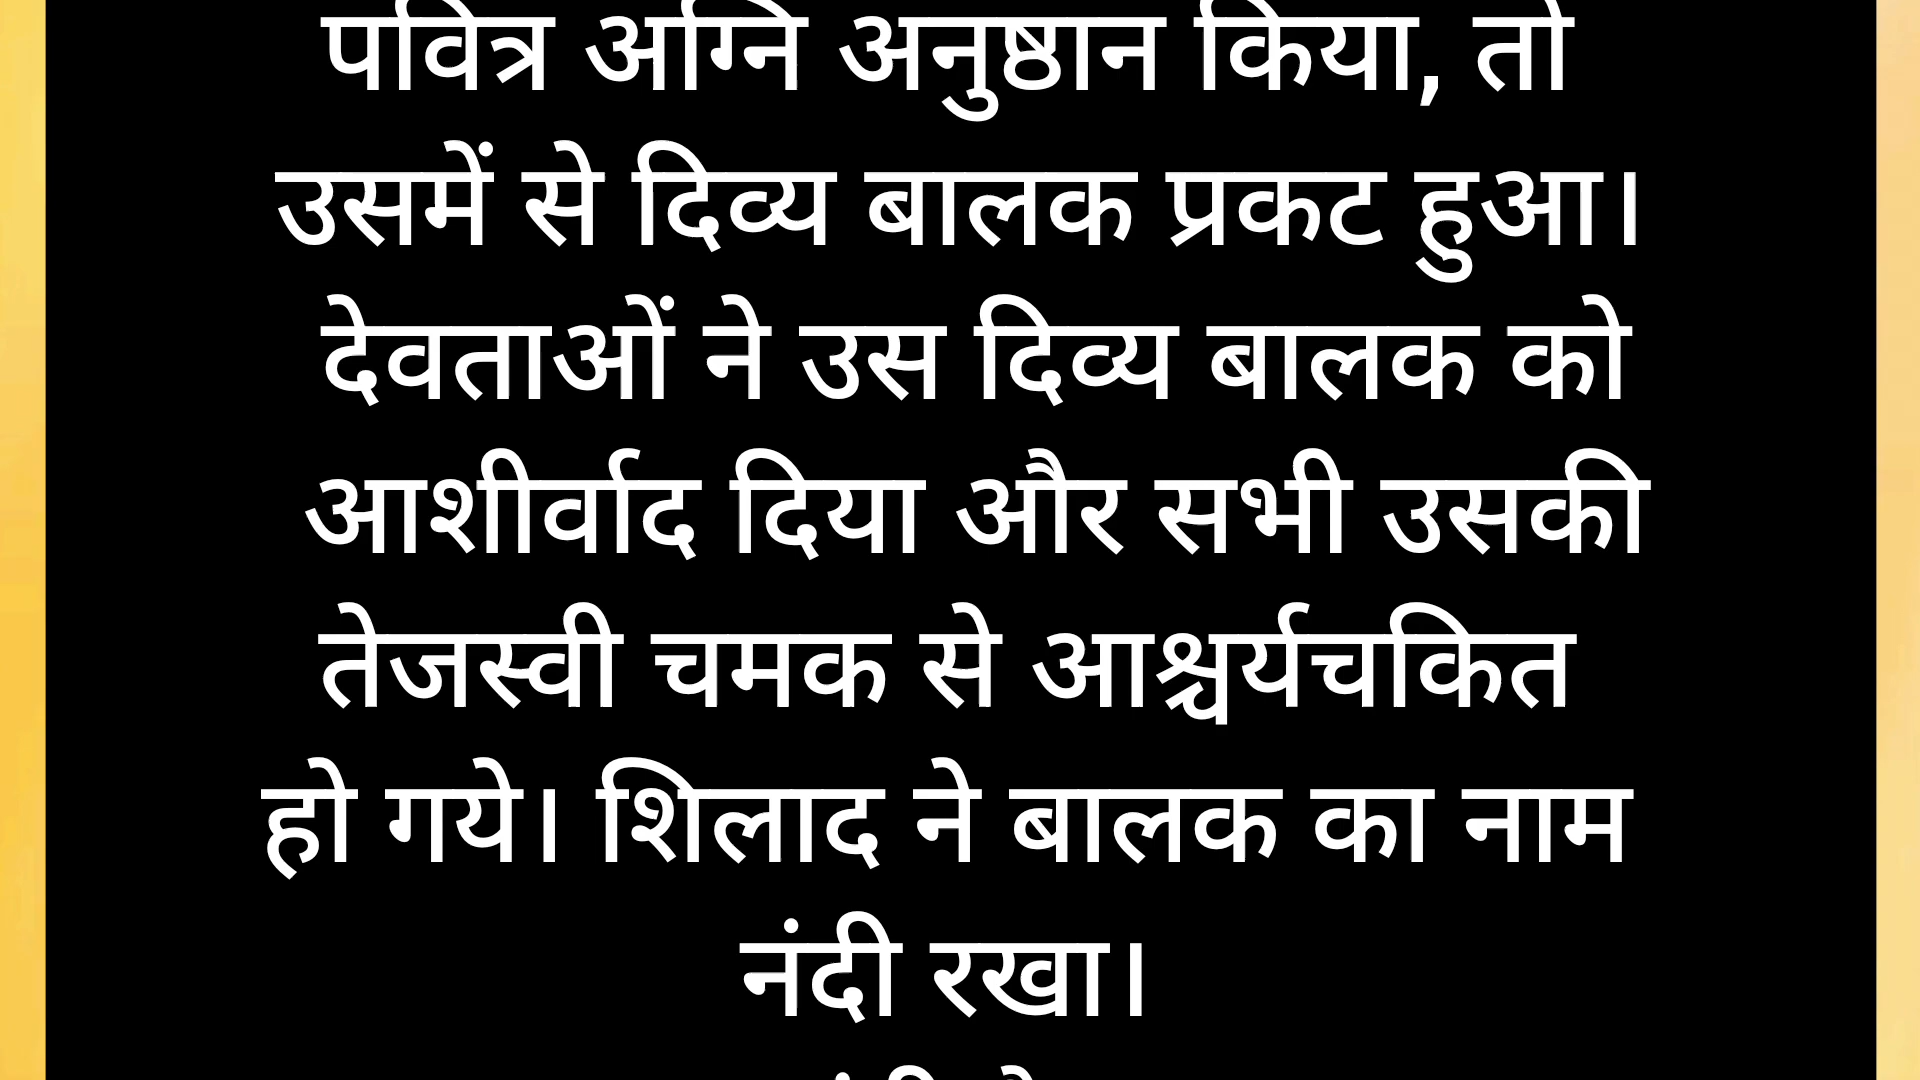 पवित्र अग्नि अनुष्ठान किया, तो
उसमें से दिव्य बालक प्रकट हुआ।
देवताओं ने उस दिव्य बालक को
आशीर्वाद दिया और सभी उसकी
तेजस्वी चमक से आश्चर्यचकित
हो गये। शिलाद ने बालक का नाम
नंदी रखा।